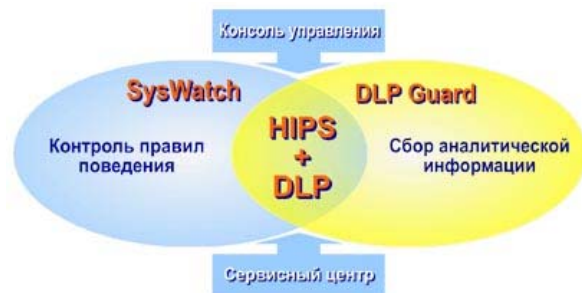 Консоль управления
SysWatch
DLP Guard
Контроль правил
поведения
HIPS
+
DLP
Сбор аналитической
информации
Сервисный центр